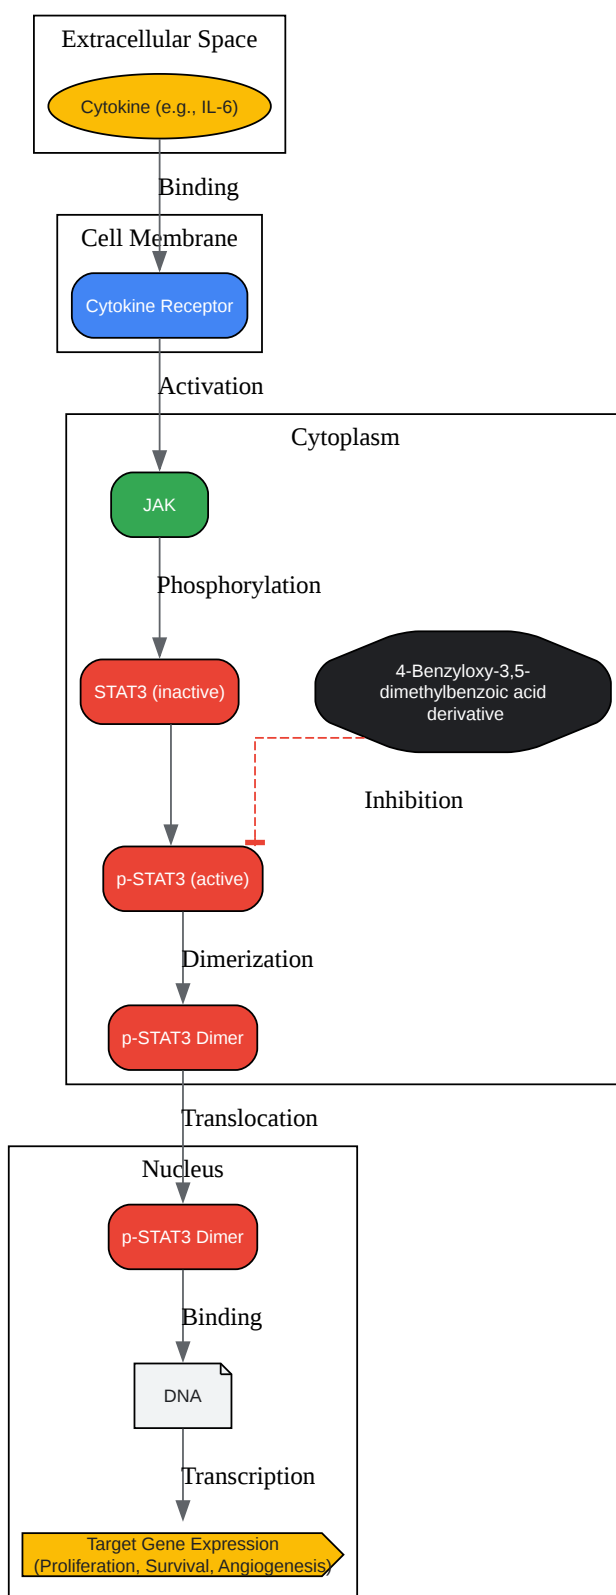 Extracellular Space
Cytokine (e.g., IL-6)
Binding
Cell Membrane
Cytokine Receptor
Activation
Cytoplasm
JAK
Phosphorylation
STAT3 (inactive)
4-Benzyloxy-3,5-
dimethylbenzoic acid
derivative
Inhibition
p-STAT3 (active)
Dimerization
p-STAT3 Dimer
Translocation
Nucleus
p-STAT3 Dimer
Binding
DNA
Transcription
Target Gene Expression
(Proliferation, Survival, Angiogenesis)